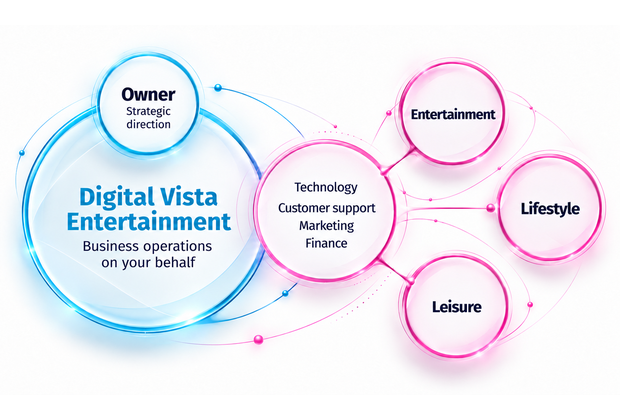 Owner
Strategic
direction
Digital Vista
Entertainment
Business operations
on your behalf
Technology
Customer support
Marketing
Finance
Entertainment
Lifestyle
Leisure